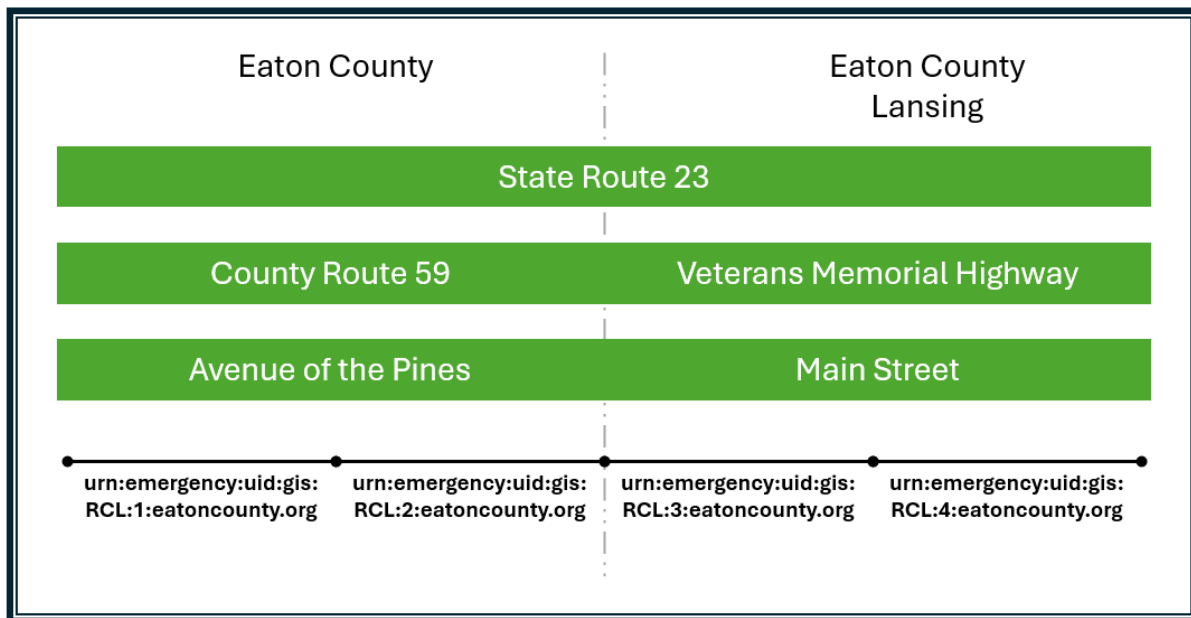 Eaton County
Eaton County
Lansing
State Route 23
County Route 59
Veterans Memorial Highway
Avenue of the Pines
Main Street
urn:emergency:uid:gis:
RCL:1:eatoncounty.org
urn:emergency:uid:gis:
RCL:2:eatoncounty.org
urn:emergency:uid:gis:
RCL:3:eatoncounty.org
urn:emergency:uid:gis:
RCL:4:eatoncounty.org